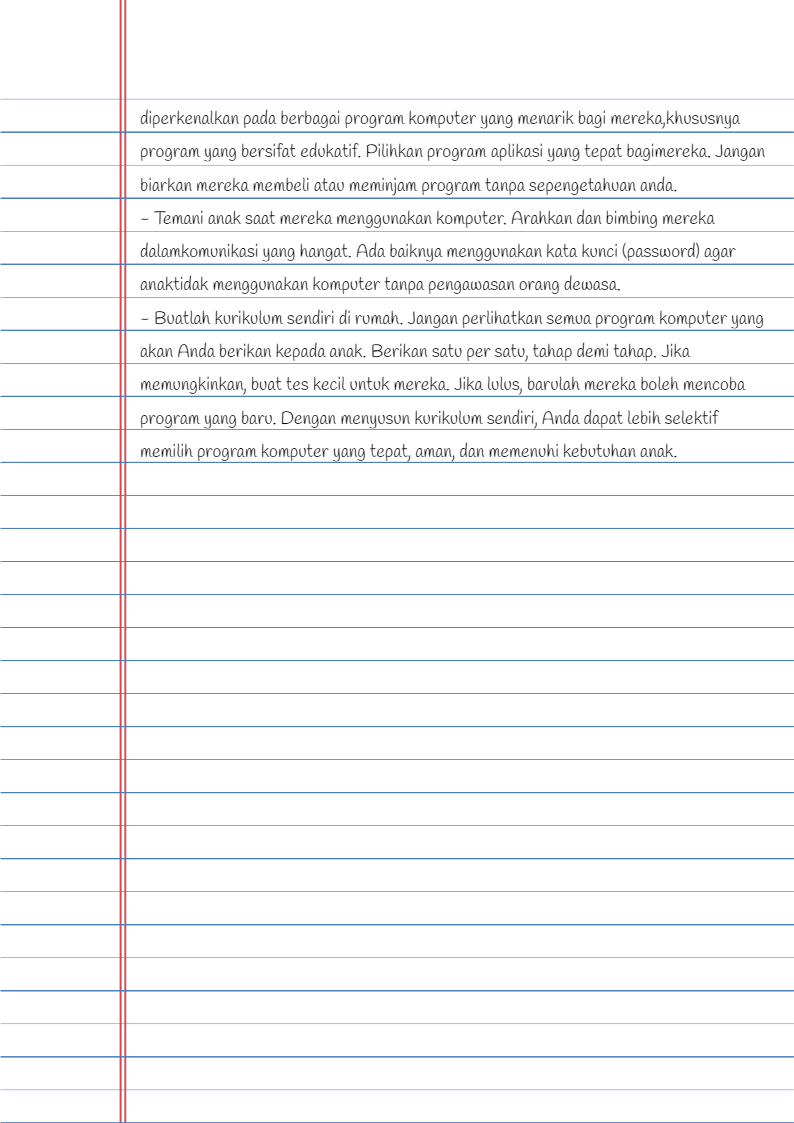 diperkenalkan pada berbagai program komputer yang menarik bagi mereka,khususnya
program yang bersifat edukatif. Pilihkan program aplikasi yang tepat bagimereka. Jangan
biarkan mereka membeli atau meminjam program tanpa sepengetahuan anda.
- Temani anak saat mereka menggunakan komputer. Arahkan dan bimbing mereka
dalamkomunikasi yang hangat. Ada baiknya menggunakan kata kunci (password) agar
anaktidak menggunakan komputer tanpa pengawasan orang dewasa.
- Buatlah kurikulum sendiri di rumah. Jangan perlihatkan semua program komputer yang
akan Anda berikan kepada anak. Berikan satu per satu, tahap demi tahap. Jika
memungkinkan, buat tes kecil untuk mereka. Jika lulus, barulah mereka boleh mencoba
program yang baru. Dengan menyusun kurikulum sendiri, Anda dapat lebih selektif
memilih program komputer yang tepat, aman, dan memenuhi kebutuhan anak.